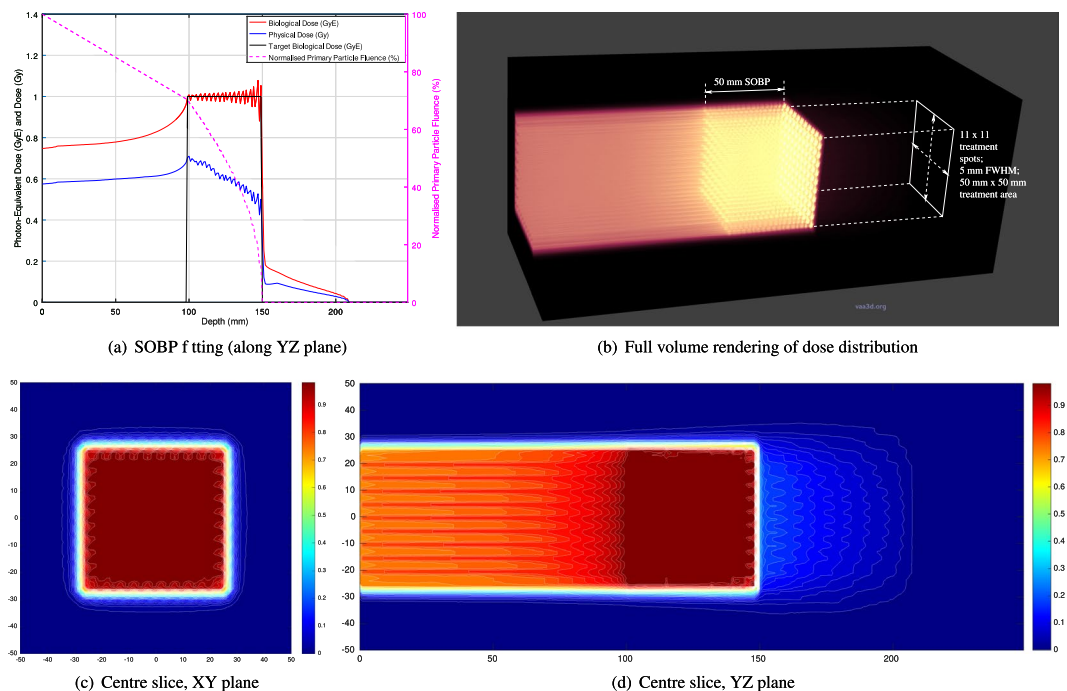 1.4
1.2
1
0.8
0.6
0.4
0.2
0
Photon-Equivalent Dose (GyE) and Dose (Gy)
0 50 100 150 200
Depth (mm)
100
90
80
70
60
50
40
30
20
10
0
Normalised Primary Particle Fluence (%)
Biological Dose (GyE)
Physical Dose (Gy)
Target Biological Dose (GyE)
Normalised Primary Particle Fluence (%)
(a) SOBP f tting (along YZ plane)
50 mm SOBP
11 x 11
treatment
spots;
5 mm FWHM;
50 mm x 50 mm
treatment area
vaa3d.org
(b) Full volume rendering of dose distribution
50
40
30
20
10
0
-10
-20
-30
-40
-50
-50 -40 -30 -20 -10 0 10 20 30 40 50
0.9
0.8
0.7
0.6
0.5
0.4
0.3
0.2
0.1
0
(c) Centre slice, XY plane
50
40
30
20
10
0
-10
-20
-30
-40
-50
0 50 100 150 200
0.9
0.8
0.7
0.6
0.5
0.4
0.3
0.2
0.1
0
(d) Centre slice, YZ plane